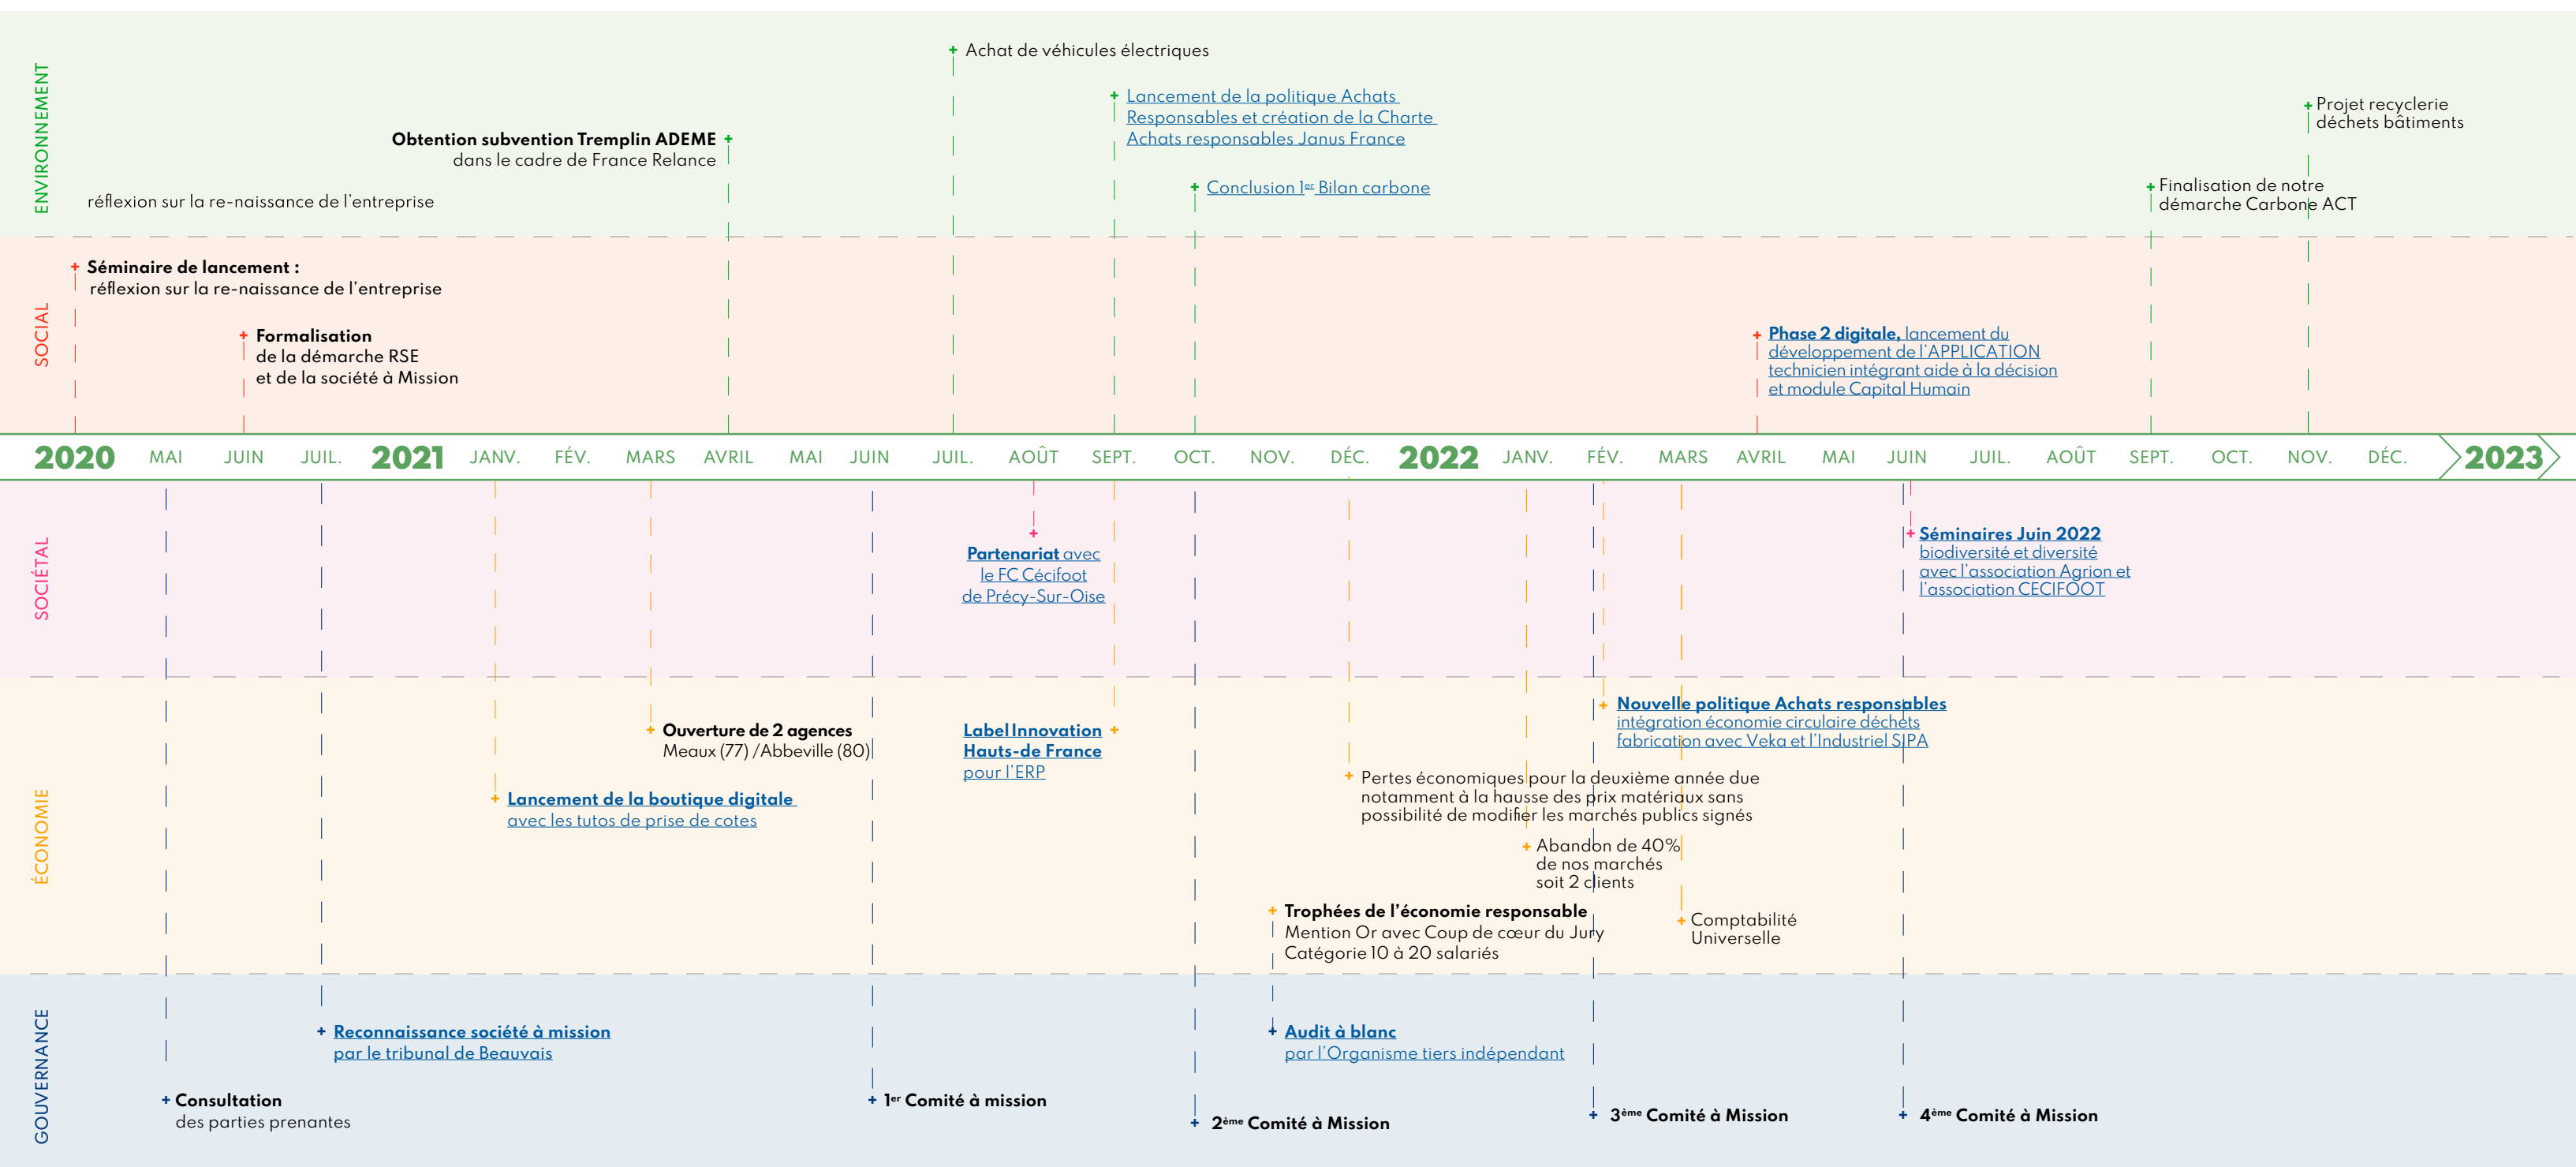 ENVIRONNEMENT
Achat de véhicules électriques
Lancement de la politique Achats
Responsables et création de la Charte
Achats responsables Janus France
Obtention subvention Tremplin ADEME
dans le cadre de France Relance
Conclusion 1er Bilan carbone
réflexion sur la re-naissance de l'entreprise
Projet recyclerie
déchets bâtiments
Finalisation de notre
démarche Carbone ACT
SOCIAL
Séminaire de lancement :
réflexion sur la re-naissance de l'entreprise
Formalisation
de la démarche RSE
et de la société à Mission
Phase 2 digitale, lancement du
développement de l'APPLICATION
technicien intégrant aide à la décision
et module Capital Humain
2020 MAI JUIN JUIL. 2021 JANV. FÉV. MARS AVRIL MAI JUIN JUIL. AOÛT SEPT. OCT. NOV. DÉC. 2022 JANV. FÉV. MARS AVRIL MAI JUIN JUIL. AOÛT SEPT. OCT. NOV. DÉC. 2023
SOCIÉTAL
Partenariat avec
le FC Cécifoot
de Précy-Sur-Oise
Séminaires Juin 2022
biodiversité et diversité
avec l'association Agrion et
l'association CECIFOOT
ÉCONOMIE
Ouverture de 2 agences
Meaux (77) /Abbeville (80)
Lancement de la boutique digitale
avec les tutos de prise de cotes
Label Innovation
Hauts-de France
pour l'ERP
Nouvelle politique Achats responsables
intégration économie circulaire déchets
fabrication avec Veka et l'Industriel SIPA
Pertes économiques pour la deuxième année due
notamment à la hausse des prix matériaux sans
possibilité de modifier les marchés publics signés
Abandon de 40%
de nos marchés
soit 2 clients
Trophées de l'économie responsable
Mention Or avec Coup de cœur du Jury
Catégorie 10 à 20 salariés
Comptabilité
Universelle
GOUVERNANCE
Reconnaissance société à mission
par le tribunal de Beauvais
Audit à blanc
par l'Organisme tiers indépendant
Consultation
des parties prenantes
1er Comité à mission
2ème Comité à Mission
3ème Comité à Mission
4ème Comité à Mission